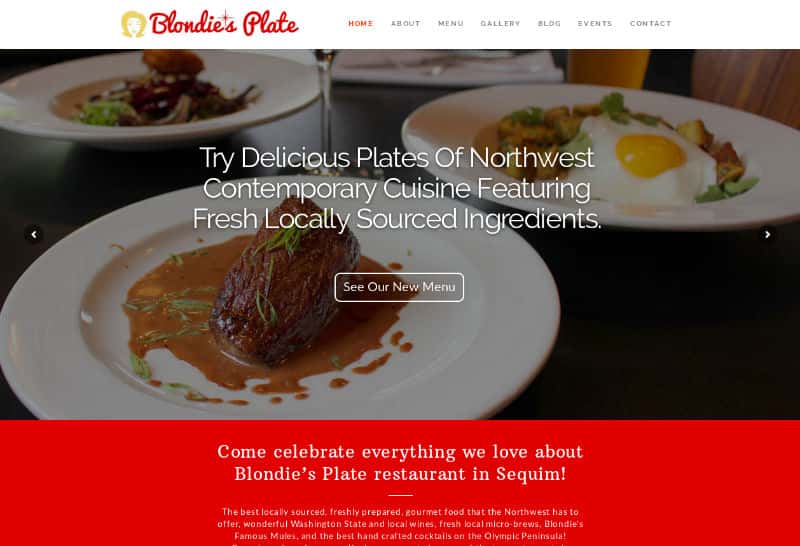 Blondie's Plate
HOME ABOUT MENU GALLERY BLOG EVENTS CONTACT
Try Delicious Plates Of Northwest
Contemporary Cuisine Featuring
Fresh Locally Sourced Ingredients.
See Our New Menu
Come celebrate everything we love about
Blondie's Plate restaurant in Sequim!
The best locally sourced, freshly prepared, gourmet food that the Northwest has to
offer, wonderful Washington State and local wines, fresh local micro-brews, Blondie's
Famous Mules, and the best hand crafted cocktails on the Olympic Peninsula!